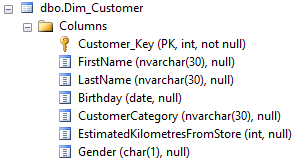 dbo.Dim_Customer
Columns
Customer_Key (PK, int, not null)
FirstName (nvarchar(30), null)
LastName (nvarchar(30), null)
Birthday (date, null)
CustomerCategory (nvarchar(30), null)
EstimatedKilometresFromStore (int, null)
Gender (char(1), null)